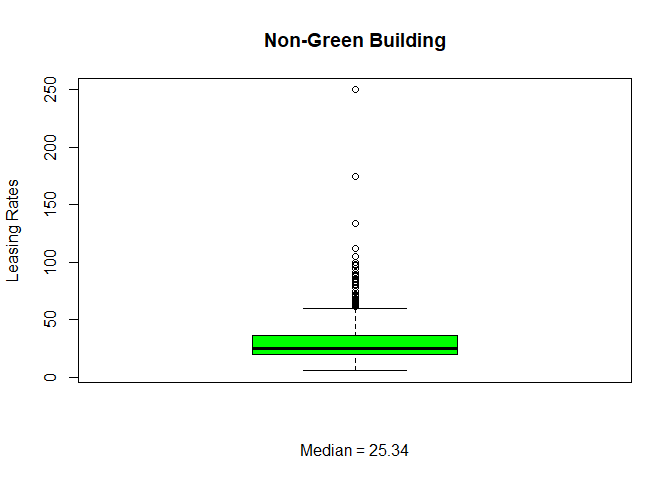 Non-Green Building
Leasing Rates
250
200
150
100
50
0
Median = 25.34